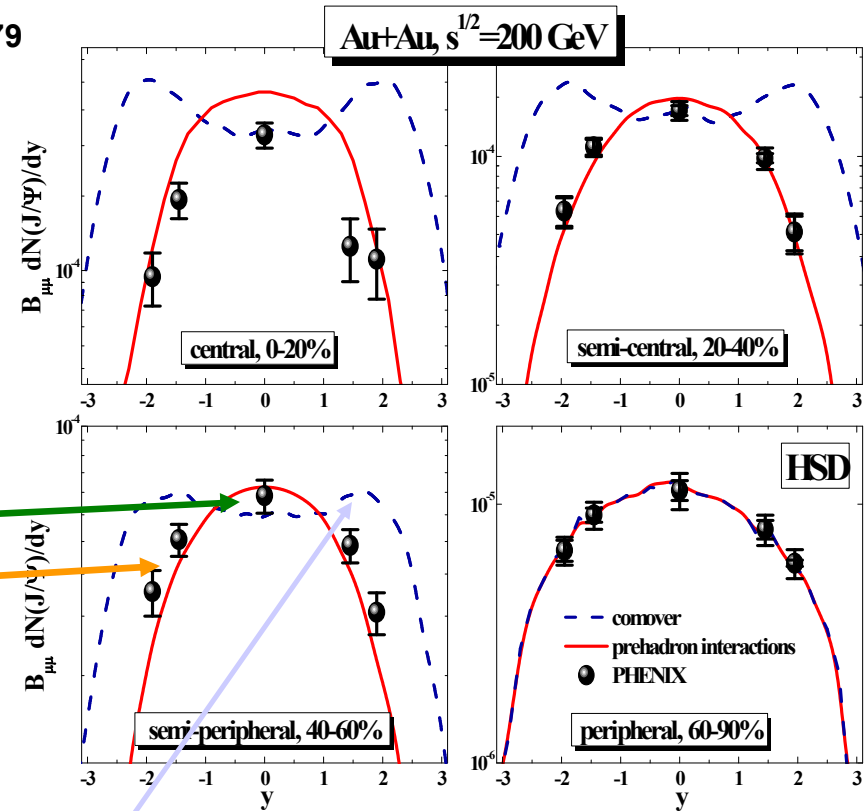 79
Au+Au, s^1/2=200 GeV
B_μμ dN(J/Ψ)/dy
10^-4
central, 0-20%
-3 -2 -1 0 1 2 3
10^-4
semi-central, 20-40%
10^-5
-3 -2 -1 0 1 2 3
10^-4
B_μμ dN(J/Ψ)/dy
semi-peripheral, 40-60%
-3 -2 -1 0 1 2 3
y
HSD
10^-5
comover
prehadron interactions
PHENIX
peripheral, 60-90%
10^-6
-3 -2 -1 0 1 2 3
y